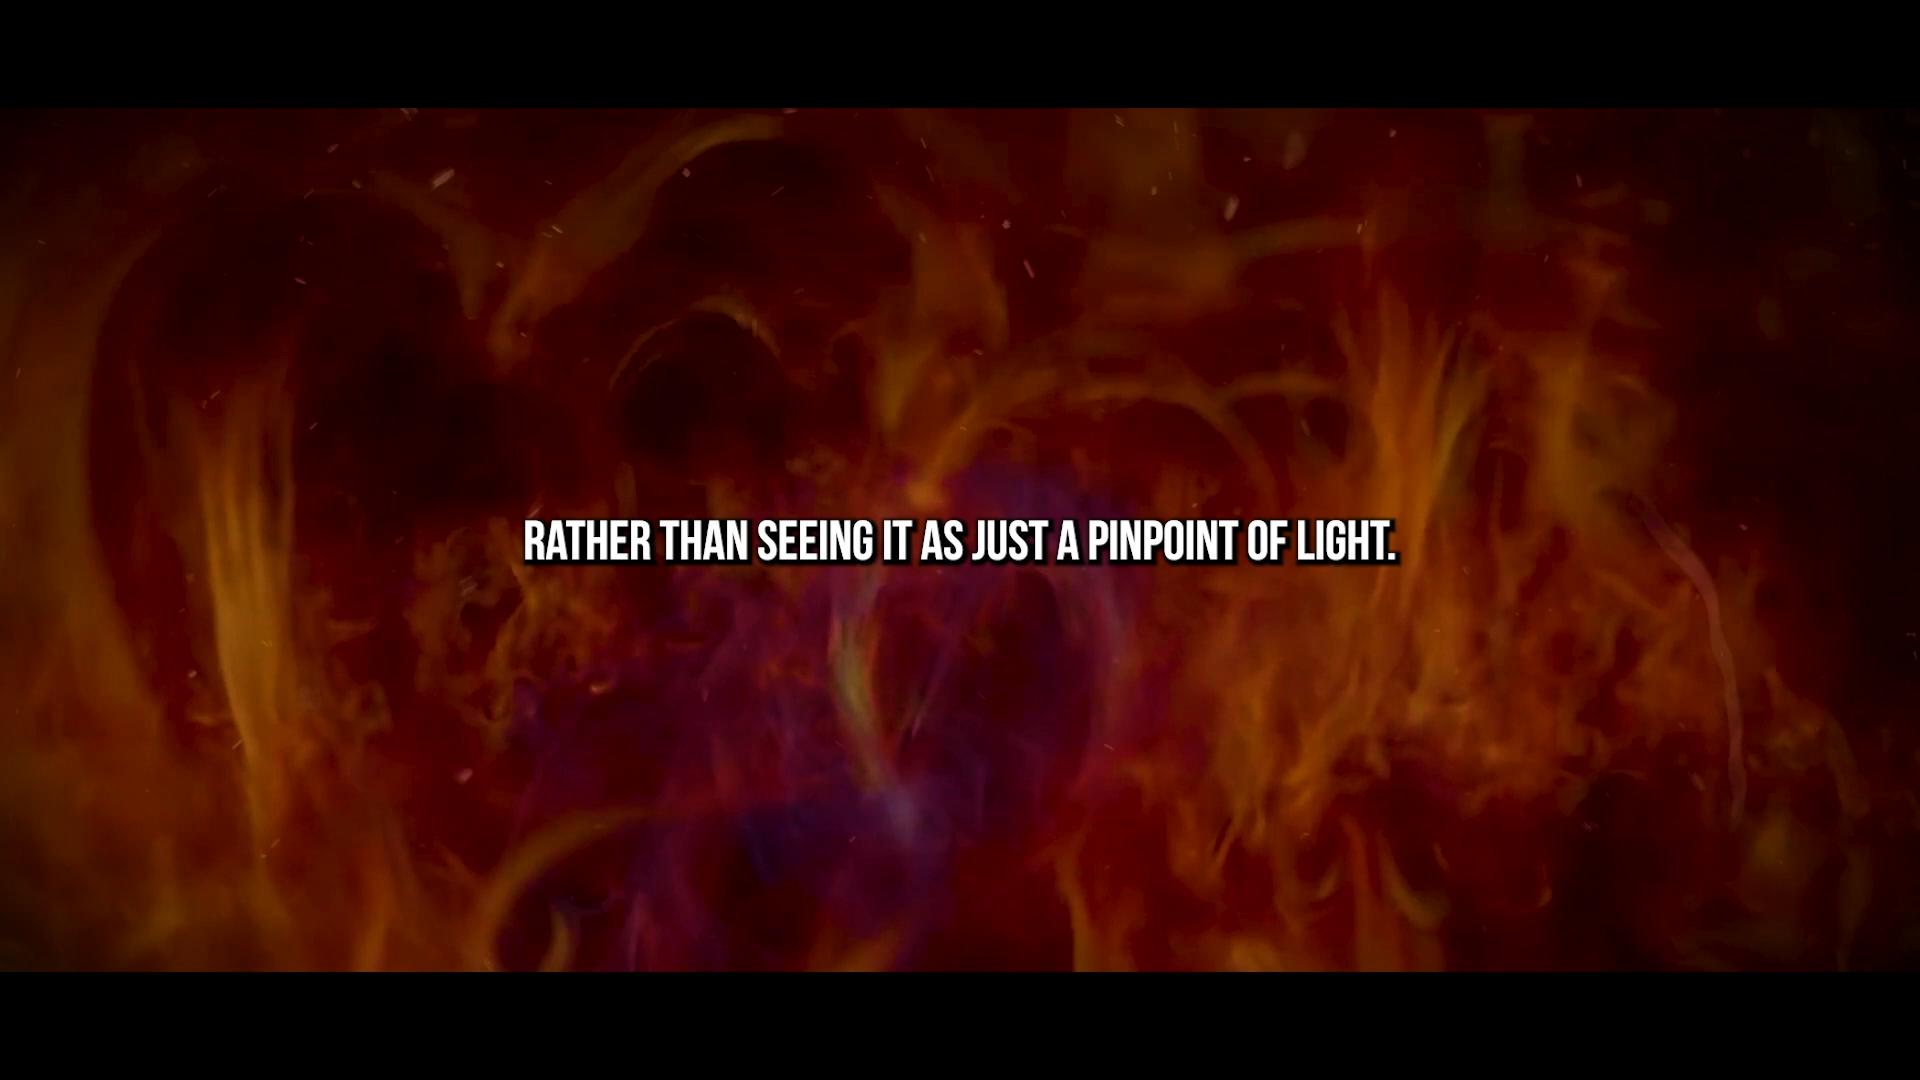 RATHER THAN SEEING IT AS JUST A PINPOINT OF LIGHT.